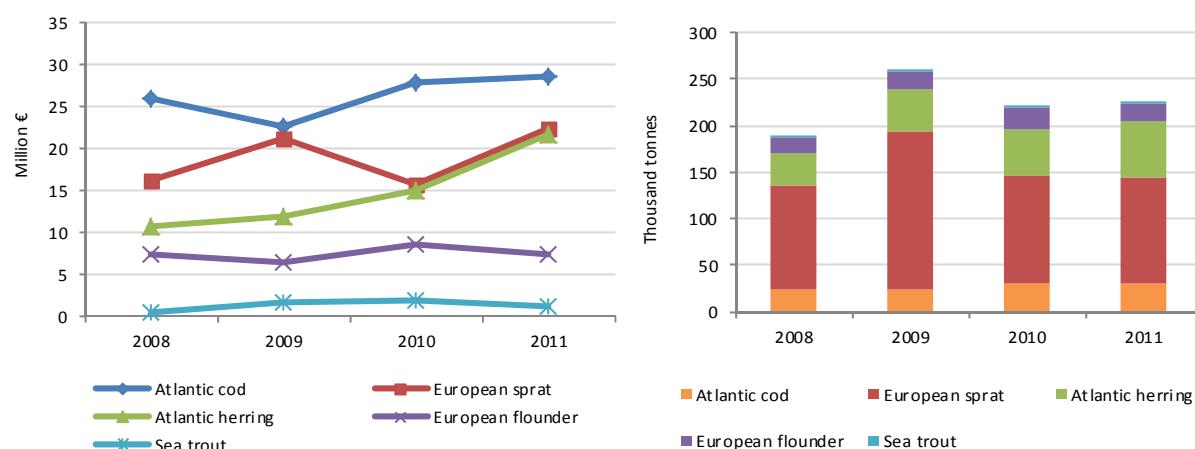 35
30
25
20
15
10
5
0
Million €
2008 2009 2010 2011
Atlantic cod European sprat
Atlantic herring European flounder
Sea trout
300
250
200
150
100
50
0
Thousand tonnes
2008 2009 2010 2011
Atlantic cod European sprat Atlantic herring
European flounder Sea trout